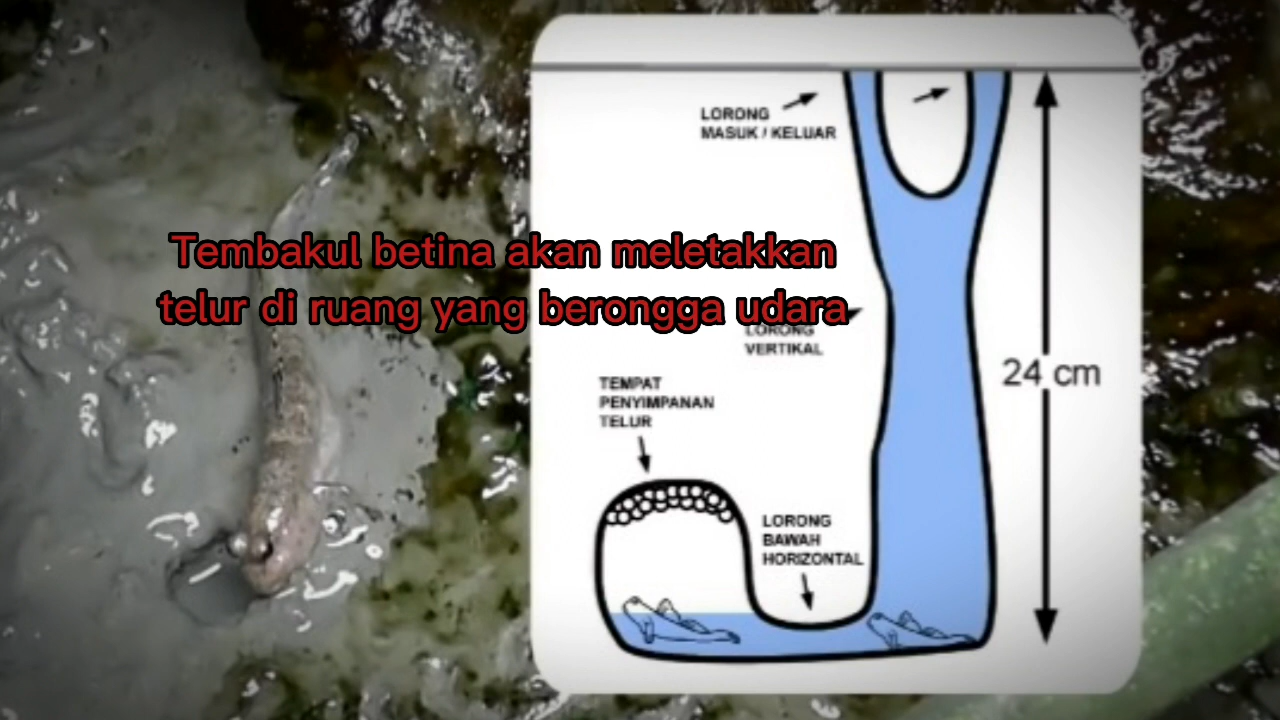 LORONG
MASUK / KELUAR
Tembakul betina akan meletakkan
telur di ruang yang berongga udara
LORONG
VERTIKAL
24 cm
TEMPAT
PENYIMPANAN
TELUR
LORONG
BAWAH
HORIZONTAL